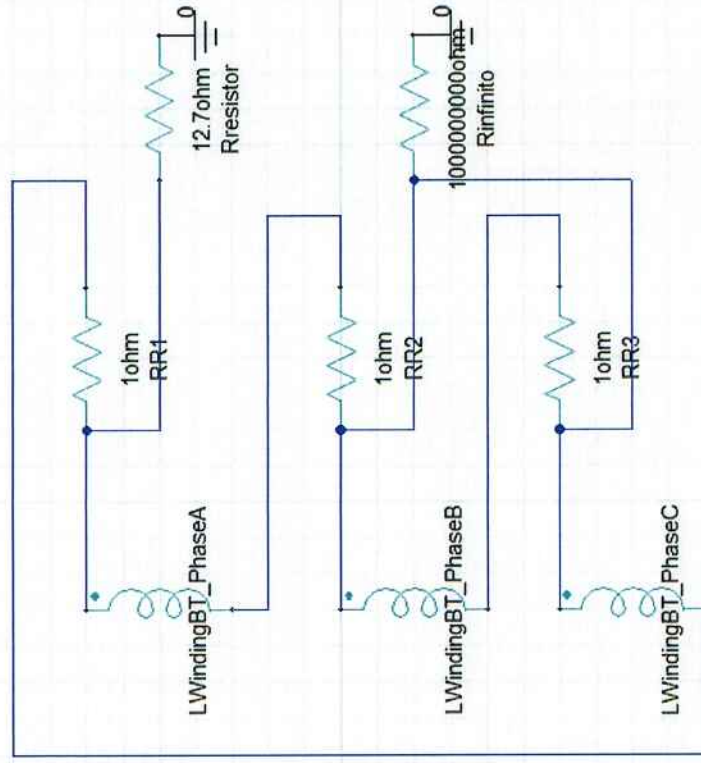 0
12.7ohm
Rresistor
1ohm
RR1
LWindingBT_PhaseA
0
1000000000ohm
Rinfinito
1ohm
RR2
LWindingBT_PhaseB
1ohm
RR3
LWindingBT_PhaseC